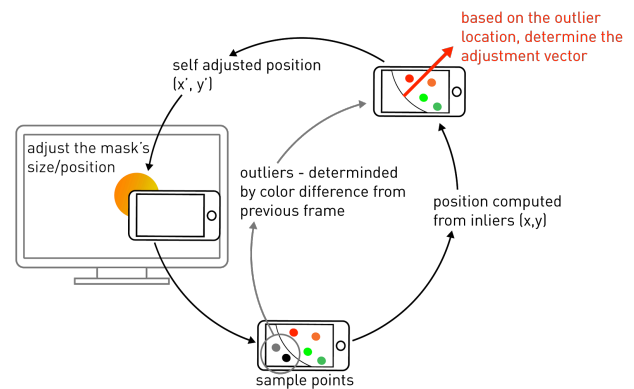 based on the outlier
location, determine the
adjustment vector
self adjusted position
(x', y')
adjust the mask's
size/position
outliers - determinded
by color difference from
previous frame
position computed
from inliers (x,y)
sample points